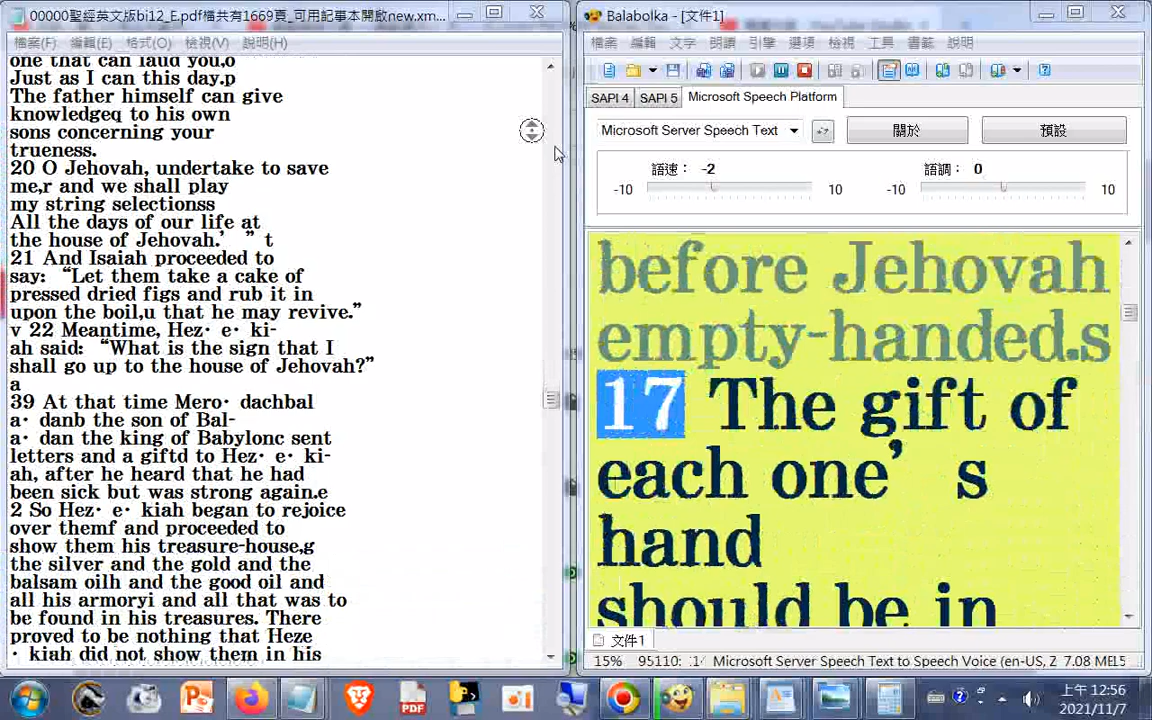 00000聖經英文版bi12_E.pdf檔共有1669頁_可用記事本開啟new.xm...
檔案(F) 編輯(E) 格式(O) 檢視(V) 說明(H)
one that can laud you,o
Just as I can this day.p
The father himself can give
knowledgeq to his own
sons concerning your
trueness.
20 O Jehovah, undertake to save
me,r and we shall play
my string selectionss
All the days of our life at
the house of Jehovah.’ ” t
21 And Isaiah proceeded to
say: “Let them take a cake of
pressed dried figs and rub it in
upon the boil,u that he may revive.”
v 22 Meantime, Hez· e· ki-
ah said: “What is the sign that I
shall go up to the house of Jehovah?”
a
39 At that time Mero· dachbal
a· danb the son of Bal-
a· dan the king of Babylonc sent
letters and a giftd to Hez· e· ki-
ah, after he heard that he had
been sick but was strong again.e
2 So Hez· e· kiah began to rejoice
over themf and proceeded to
show them his treasure-house,g
the silver and the gold and the
balsam oilh and the good oil and
all his armoryi and all that was to
be found in his treasures. There
proved to be nothing that Heze
· kiah did not show them in his
Balabolka - [文件1]
檔案 編輯 文字 朗讀 引擎 選項 檢視 工具 書籤 說明
SAPI 4 SAPI 5 Microsoft Speech Platform
Microsoft Server Speech Text 關於 預設
語速: -2 語調: 0
-10 10 -10 10
before Jehovah
empty-handed.s
17 The gift of
each one’ s
hand
should be in
文件1
15% 95110: Microsoft Server Speech Text to Speech Voice (en-US, Z 7.08 ME
上午 12:56
2021/11/7